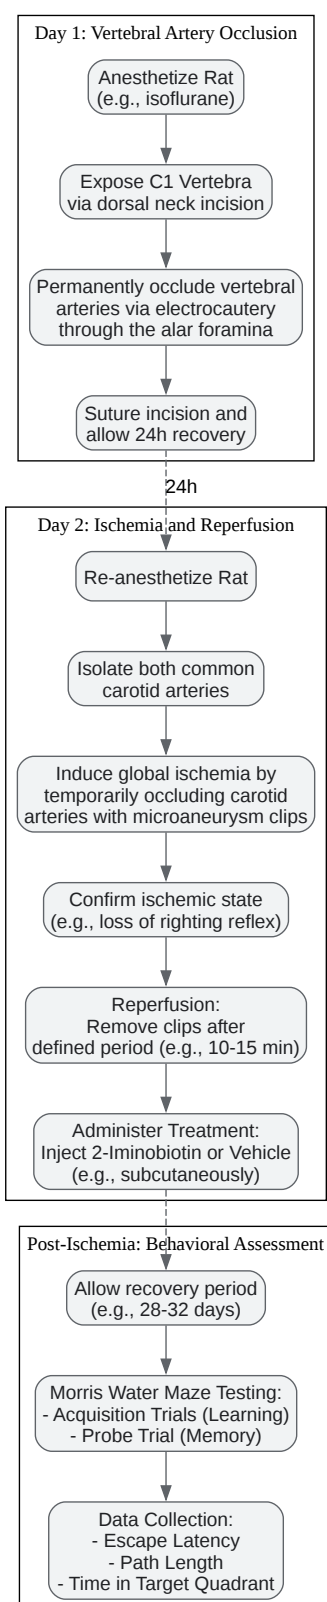 Day 1: Vertebral Artery Occlusion
Anesthetize Rat
(e.g., isoflurane)
Expose C1 Vertebra
via dorsal neck incision
Permanently occlude vertebral
arteries via electrocautery
through the alar foramina
Suture incision and
allow 24h recovery
24h
Day 2: Ischemia and Reperfusion
Re-anesthetize Rat
Isolate both common
carotid arteries
Induce global ischemia by
temporarily occluding carotid
arteries with microaneurysm clips
Confirm ischemic state
(e.g., loss of righting reflex)
Reperfusion:
Remove clips after
defined period (e.g., 10-15 min)
Administer Treatment:
Inject 2-Iminobiotin or Vehicle
(e.g., subcutaneously)
Post-Ischemia: Behavioral Assessment
Allow recovery period
(e.g., 28-32 days)
Morris Water Maze Testing:
- Acquisition Trials (Learning)
- Probe Trial (Memory)
Data Collection:
- Escape Latency
- Path Length
- Time in Target Quadrant